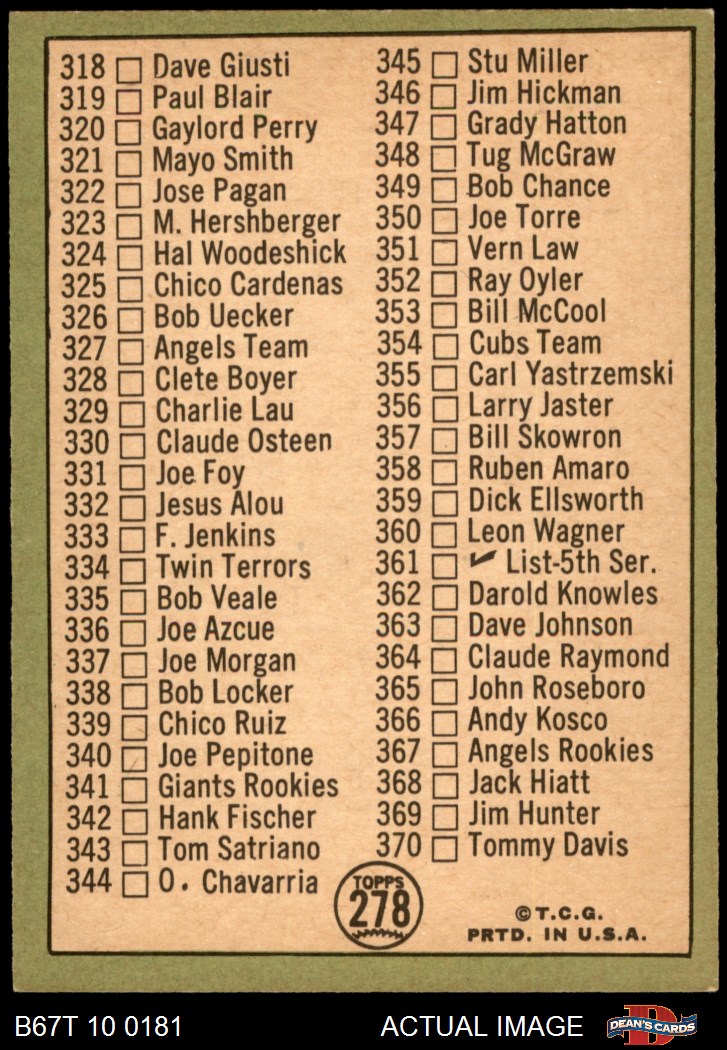 318 Dave Giusti
319 Paul Blair
320 Gaylord Perry
321 Mayo Smith
322 Jose Pagan
323 M. Hershberger
324 Hal Woodeshick
325 Chico Cardenas
326 Bob Uecker
327 Angels Team
328 Clete Boyer
329 Charlie Lau
330 Claude Osteen
331 Joe Foy
332 Jesus Alou
333 F. Jenkins
334 Twin Terrors
335 Bob Veale
336 Joe Azcue
337 Joe Morgan
338 Bob Locker
339 Chico Ruiz
340 Joe Pepitone
341 Giants Rookies
342 Hank Fischer
343 Tom Satriano
344 O. Chavarria
345 Stu Miller
346 Jim Hickman
347 Grady Hatton
348 Tug McGraw
349 Bob Chance
350 Joe Torre
351 Vern Law
352 Ray Oyler
353 Bill McCool
354 Cubs Team
355 Carl Yastrzemski
356 Larry Jaster
357 Bill Skowron
358 Ruben Amaro
359 Dick Ellsworth
360 Leon Wagner
361 List-5th Ser.
362 Darold Knowles
363 Dave Johnson
364 Claude Raymond
365 John Roseboro
366 Andy Kosco
367 Angels Rookies
368 Jack Hiatt
369 Jim Hunter
370 Tommy Davis
TOPPS
278
© T.C.G.
PRTD. IN U.S.A.
B67T 10 0181
ACTUAL IMAGE
D
DEAN'S CARDS